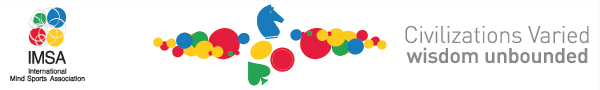 IMSA
International
Mind Sports Association
Civilizations Varied
wisdom unbounded